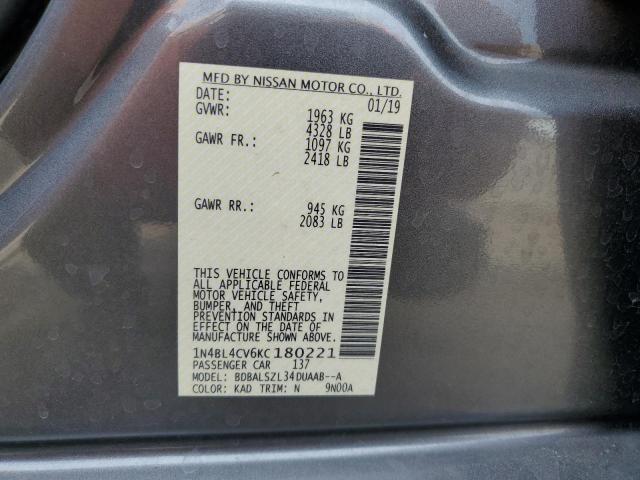 MFD BY NISSAN MOTOR CO., LTD.
DATE: 01/19
GVWR: 1963 KG
4328 LB
GAWR FR.: 1097 KG
2418 LB
GAWR RR.: 945 KG
2083 LB
THIS VEHICLE CONFORMS TO
ALL APPLICABLE FEDERAL
MOTOR VEHICLE SAFETY,
BUMPER, AND THEFT
PREVENTION STANDARDS IN
EFFECT ON THE DATE OF
MANUFACTURE SHOWN ABOVE.
1N4BL4CV6KC180221
PASSENGER CAR 137
MODEL: BDBALSZL34DUAAB--A
COLOR: KAD TRIM: N 9N00A